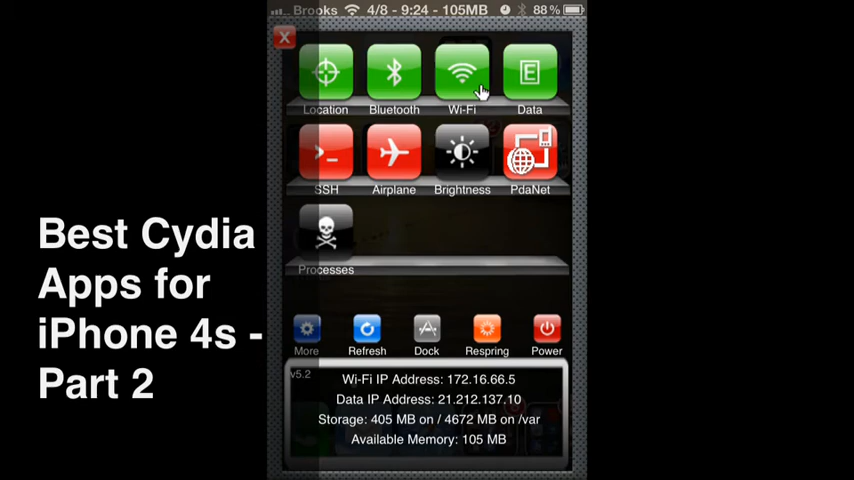 Brooks 4/8 - 9:24 - 105MB 88%
X
E
Location Bluetooth Wi-Fi Data
>_
SSH Airplane Brightness PdaNet
Processes
More Refresh Dock Respring Power
v5.2
Wi-Fi IP Address: 172.16.66.5
Data IP Address: 21.212.137.10
Storage: 405 MB on / 4672 MB on /var
Available Memory: 105 MB
Best Cydia
Apps for
iPhone 4s -
Part 2